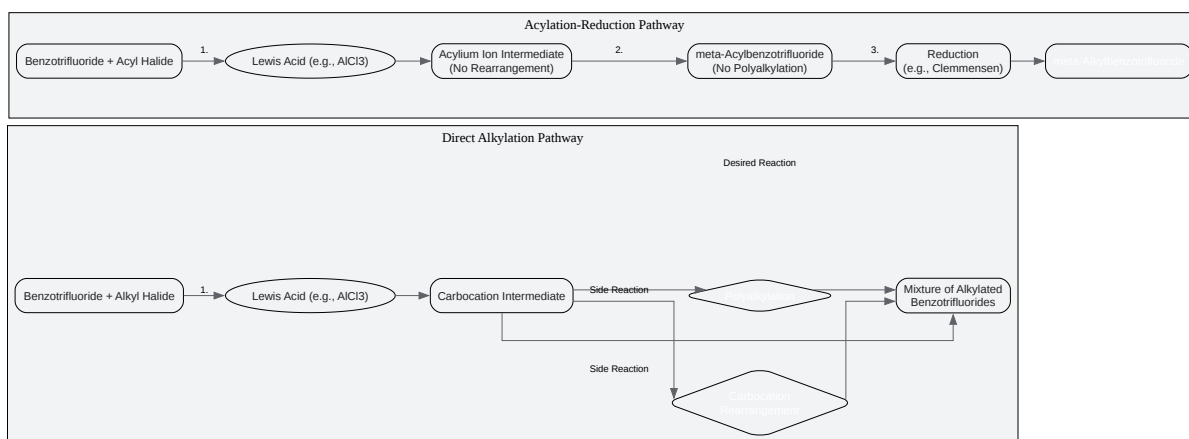 Acylation-Reduction Pathway
Benzotrifluoride + Acyl Halide
1.
Lewis Acid (e.g., AlCl3)
Acylium Ion Intermediate
(No Rearrangement)
2.
meta-Acylbenzotrifluoride
(No Polyalkylation)
3.
Reduction
(e.g., Clemmensen)
meta-Alkylbenzotrifluoride
Direct Alkylation Pathway
Desired Reaction
Benzotrifluoride + Alkyl Halide
1.
Lewis Acid (e.g., AlCl3)
Carbocation Intermediate
Side Reaction
Polyalkylation
Mixture of Alkylated
Benzotrifluorides
Side Reaction
Carbocation
Rearrangement